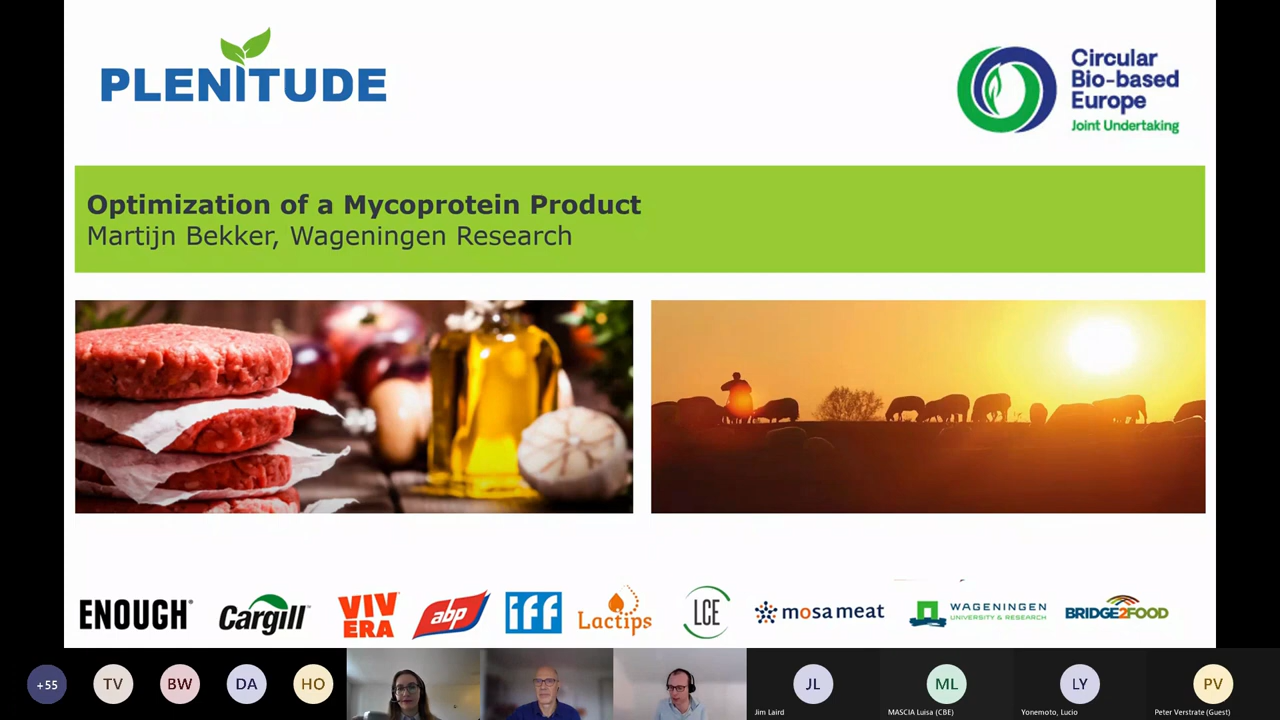 PLENITUDE
Circular
Bio-based
Europe
Joint Undertaking
Optimization of a Mycoprotein Product
Martijn Bekker, Wageningen Research
ENOUGH®
Cargill™
VIV
ERA
abp
iff
Lactips
LCE
mosa meat
WAGENINGEN
UNIVERSITY & RESEARCH
BRIDGE2FOOD
+55
TV
BW
DA
HO
JL
Jim Laird
ML
MASCIA Luisa (CBE)
LY
Yonemoto, Lucio
PV
Peter Verstrate (Guest)